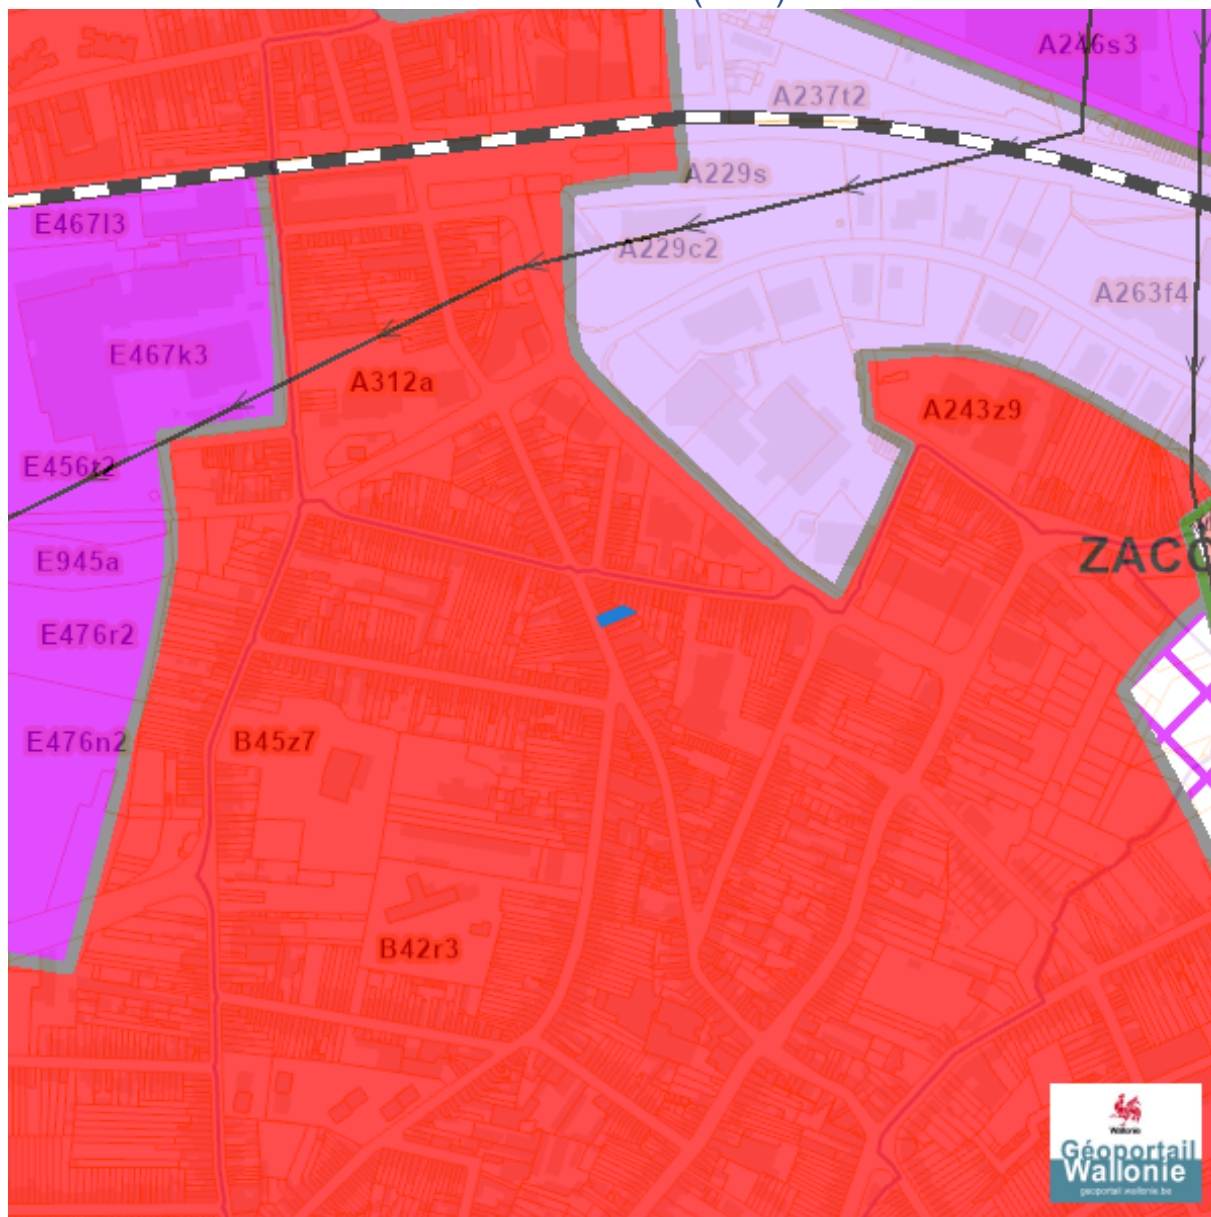 A246s3
A237t2
A229s
E467l3
A229c2
A263f4
E467k3
A312a
A243z9
E456t2
ZACC
E945a
E476r2
E476n2
B45z7
B42r3
Wallonie
Géoportail
Wallonie
geoportail.wallonie.be